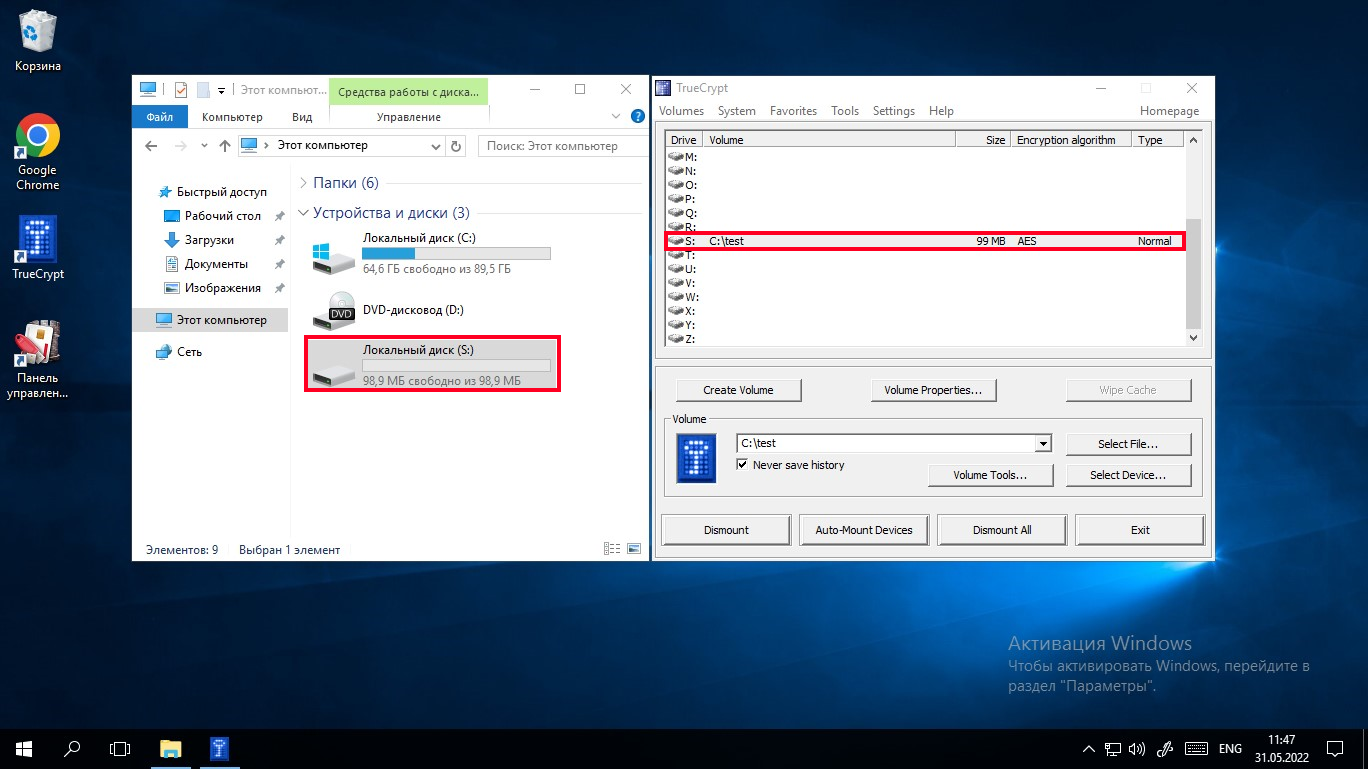 Корзина
Google
Chrome
TrueCrypt
Панель
управлен...
Этот компьют...
Средства работы с диска...
Файл
Компьютер
Вид
Управление
Этот компьютер
Поиск: Этот компьютер
Быстрый доступ
Рабочий стол
Загрузки
Документы
Изображения
Этот компьютер
Сеть
Папки (6)
Устройства и диски (3)
Локальный диск (C:)
64,6 ГБ свободно из 89,5 ГБ
DVD
DVD-дисковод (D:)
Локальный диск (S:)
98,9 МБ свободно из 98,9 МБ
Элементов: 9
Выбран 1 элемент
TrueCrypt
Volumes System Favorites Tools Settings Help Homepage
Drive Volume Size Encryption algorithm Type
M:
N:
O:
P:
Q:
R:
S: C:\test 99 MB AES Normal
T:
U:
V:
W:
X:
Y:
Z:
Create Volume
Volume Properties...
Wipe Cache
Volume
C:\test
Select File...
Never save history
Volume Tools...
Select Device...
Dismount
Auto-Mount Devices
Dismount All
Exit
Активация Windows
Чтобы активировать Windows, перейдите в
раздел "Параметры".
ENG
11:47
31.05.2022